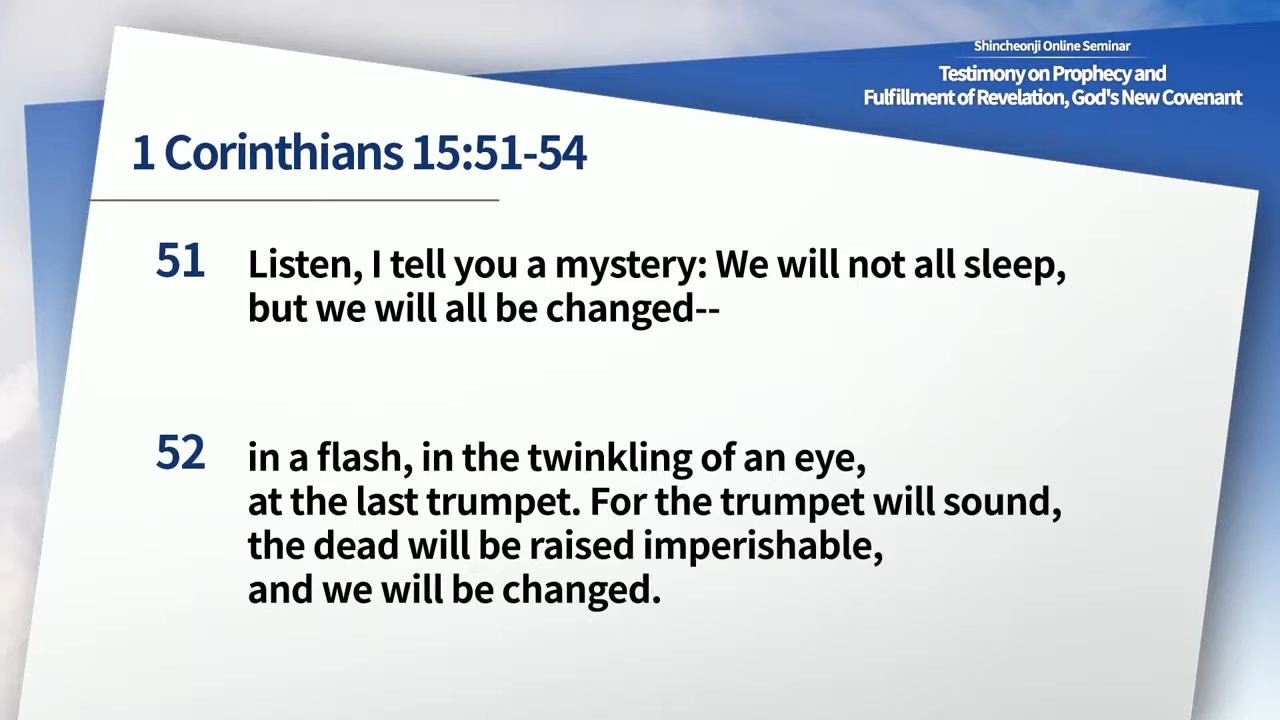 Shincheonji Online Seminar
Testimony on Prophecy and
Fulfillment of Revelation, God's New Covenant
1 Corinthians 15:51-54
51 Listen, I tell you a mystery: We will not all sleep,
but we will all be changed--
52 in a flash, in the twinkling of an eye,
at the last trumpet. For the trumpet will sound,
the dead will be raised imperishable,
and we will be changed.